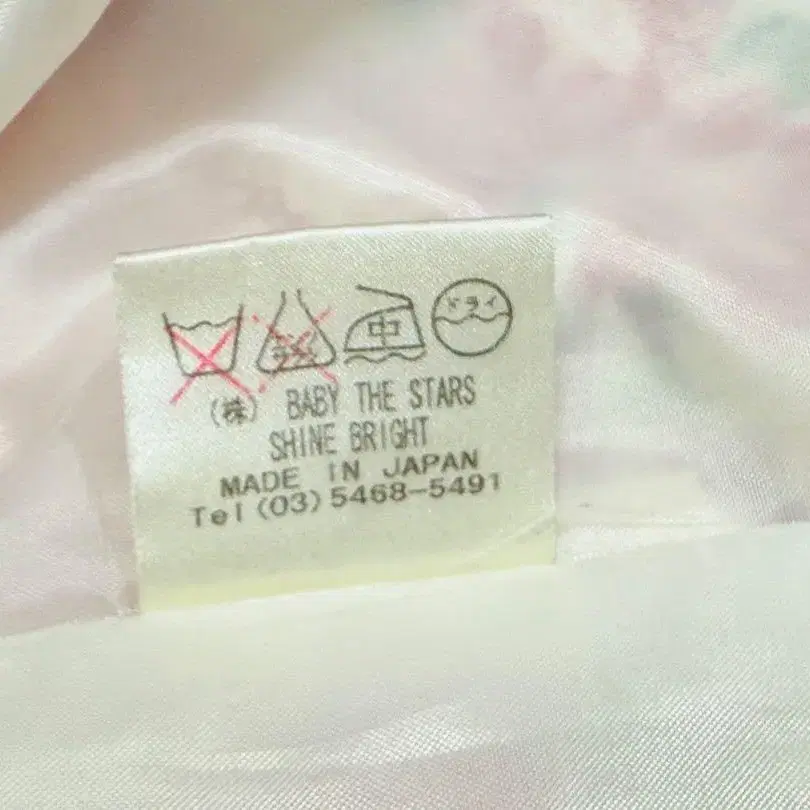 中 ドライ
(株) BABY THE STARS
SHINE BRIGHT
MADE IN JAPAN
Tel (03) 5468-5491